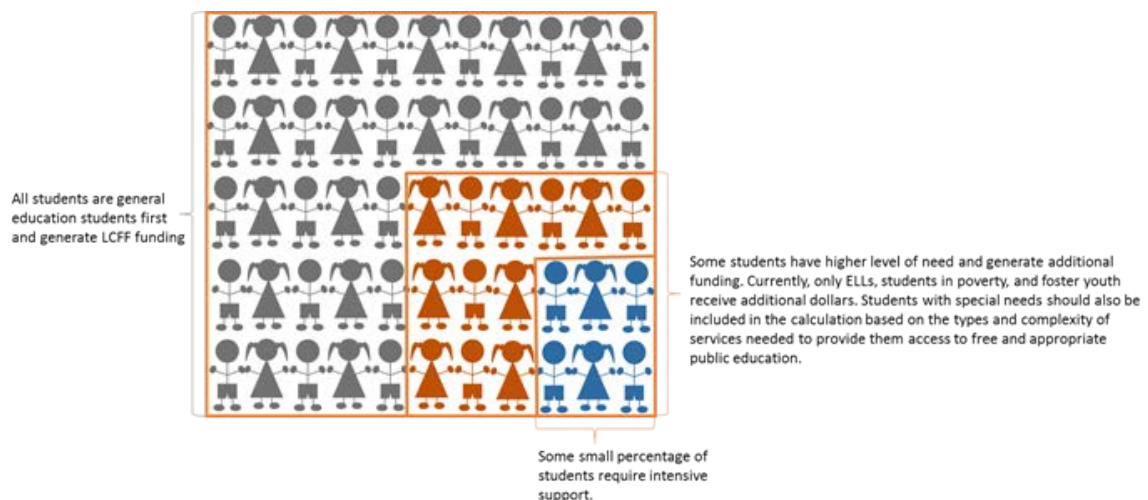 All students are general
education students first
and generate LCFF funding
Some students have higher level of need and generate additional
funding. Currently, only ELLs, students in poverty, and foster youth
receive additional dollars. Students with special needs should also be
included in the calculation based on the types and complexity of
services needed to provide them access to free and appropriate
public education.
Some small percentage of
students require intensive
support.